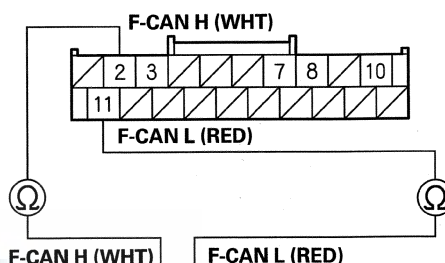 F-CAN H (WHT)
2 3 7 8 10
11
F-CAN L (RED)
Ω Ω
F-CAN H (WHT) F-CAN L (RED)